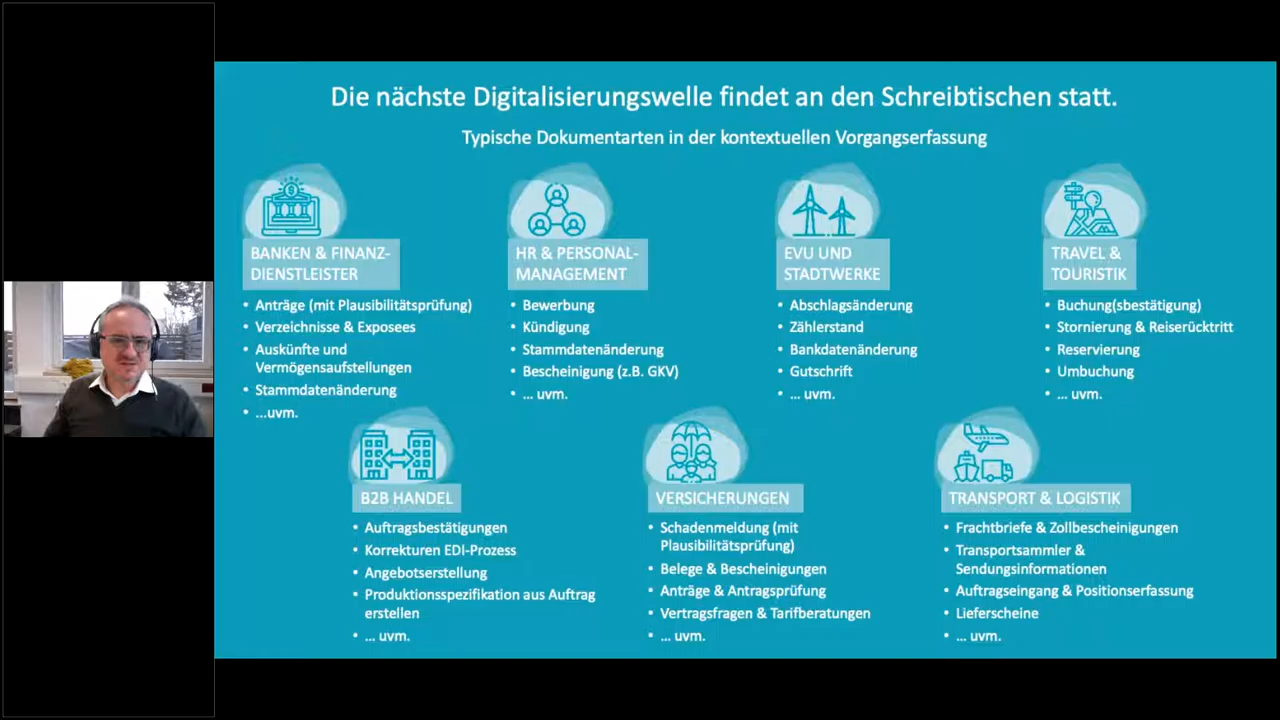 Die nächste Digitalisierungswelle findet an den Schreibtischen statt.
Typische Dokumentarten in der kontextuellen Vorgangserfassung
BANKEN & FINANZ-
DIENSTLEISTER
• Anträge (mit Plausibilitätsprüfung)
• Verzeichnisse & Exposees
• Auskünfte und
Vermögensaufstellungen
• Stammdatenänderung
• ...uvm.
HR & PERSONAL-
MANAGEMENT
• Bewerbung
• Kündigung
• Stammdatenänderung
• Bescheinigung (z.B. GKV)
• ... uvm.
EVU UND
STADTWERKE
• Abschlagsänderung
• Zählerstand
• Bankdatenänderung
• Gutschrift
• ... uvm.
TRAVEL &
TOURISTIK
• Buchung(sbestätigung)
• Stornierung & Reiserücktritt
• Reservierung
• Umbuchung
• ... uvm.
B2B HANDEL
• Auftragsbestätigungen
• Korrekturen EDI-Prozess
• Angebotserstellung
• Produktionsspezifikation aus Auftrag
erstellen
• ... uvm.
VERSICHERUNGEN
• Schadenmeldung (mit
Plausibilitätsprüfung)
• Belege & Bescheinigungen
• Anträge & Antragsprüfung
• Vertragsfragen & Tarifberatungen
• ... uvm.
TRANSPORT & LOGISTIK
• Frachtbriefe & Zollbescheinigungen
• Transportsammler &
Sendungsinformationen
• Auftragseingang & Positionserfassung
• Lieferscheine
• ... uvm.